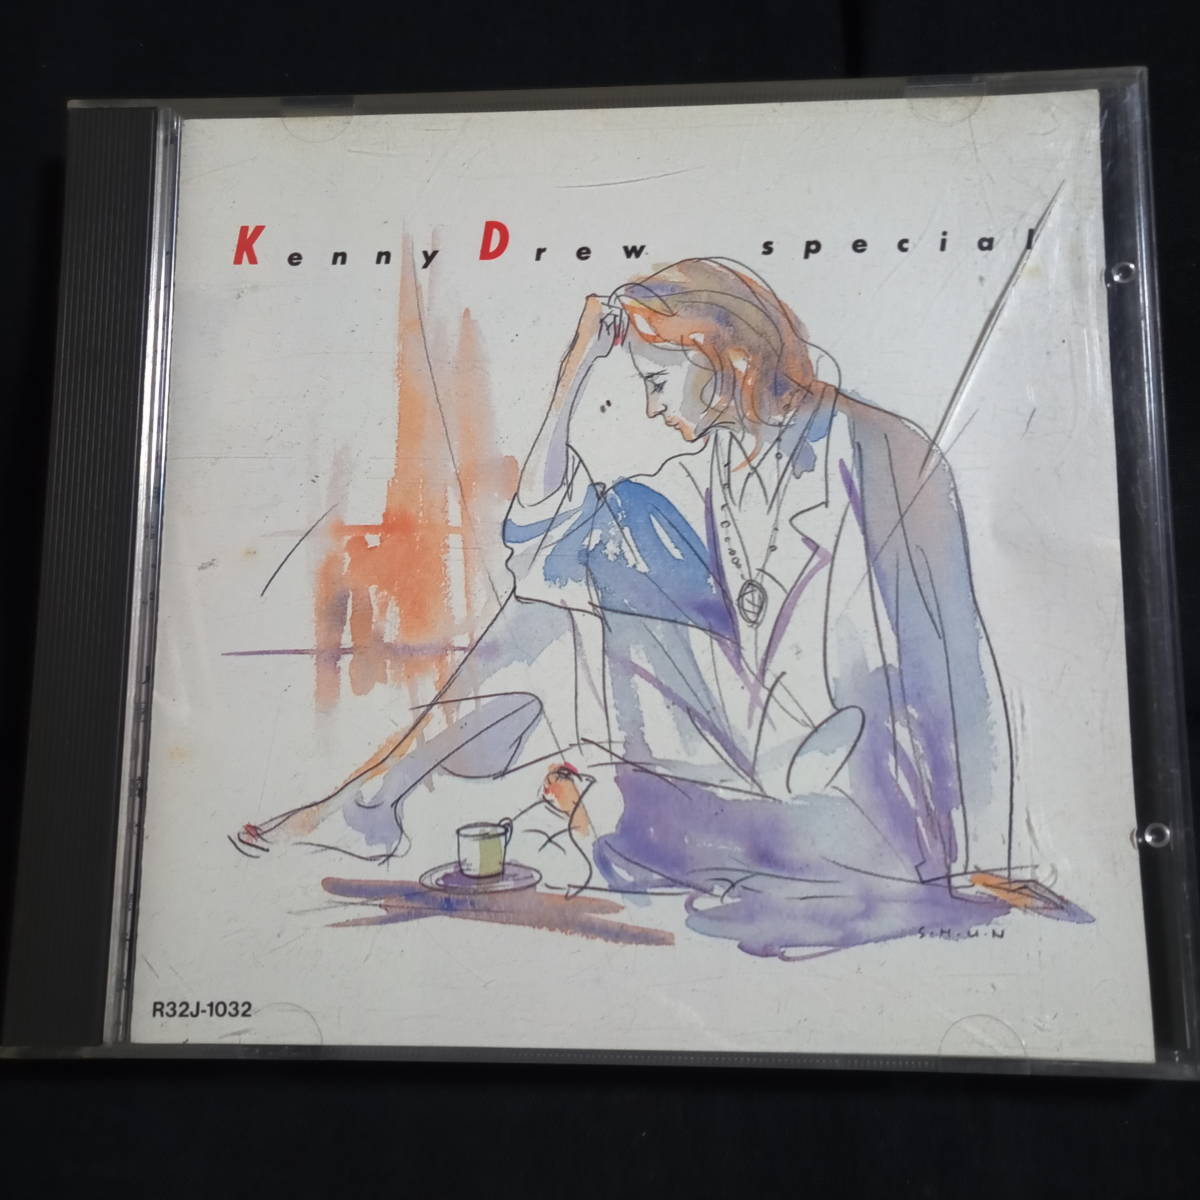 Kenny Drew special
S.H.U.N
R32J-1032